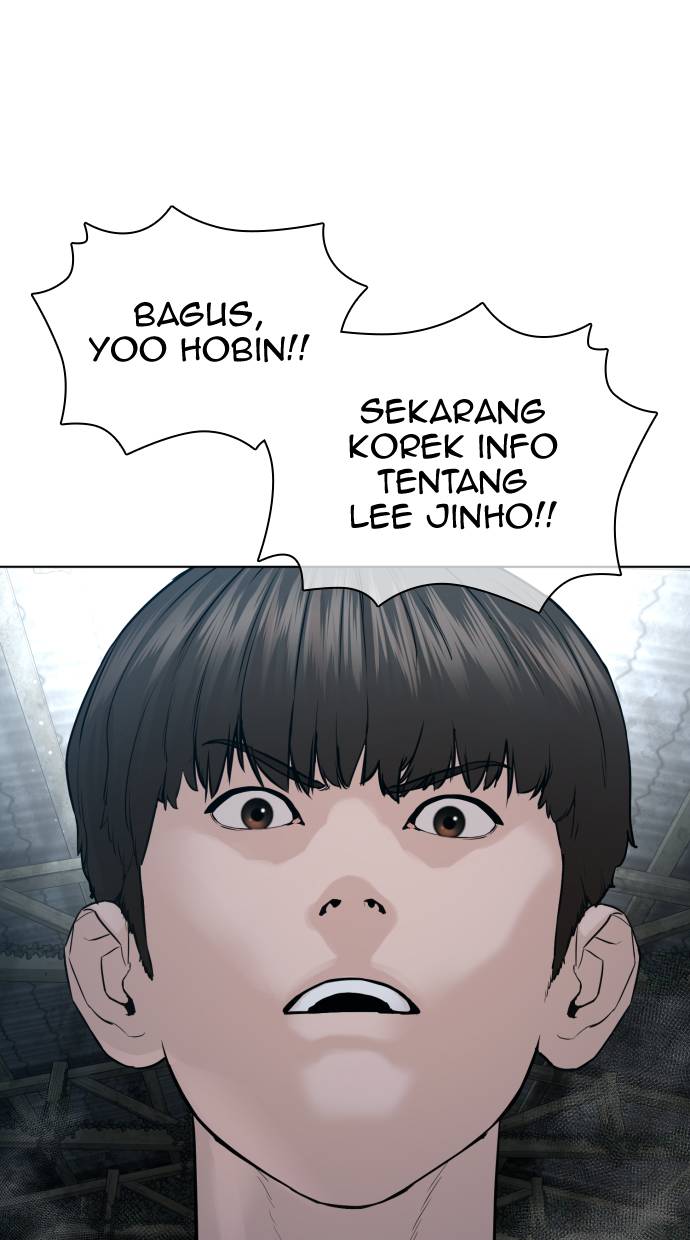 BAGUS,
YOO HOBIN!!
SEKARANG
KOREK INFO
TENTANG
LEE JINHO!!